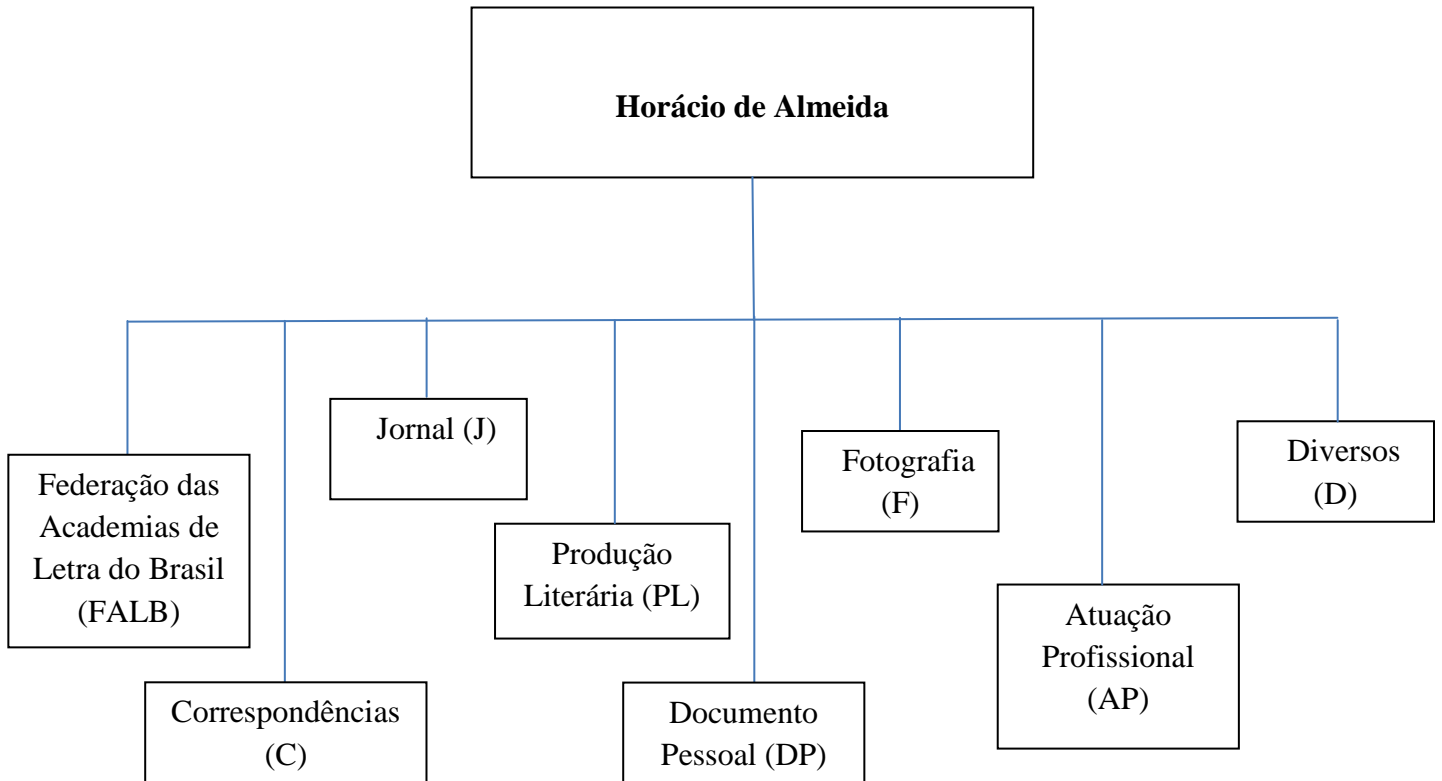 Horácio de Almeida
Federação das
Academias de
Letra do Brasil
(FALB)
Correspondências
(C)
Jornal (J)
Produção
Literária (PL)
Documento
Pessoal (DP)
Fotografia
(F)
Atuação
Profissional
(AP)
Diversos
(D)